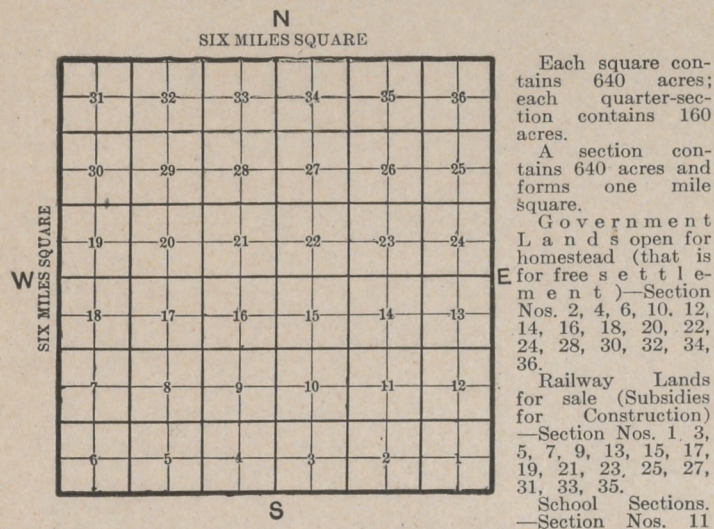 N
SIX MILES SQUARE
31 32 33 34 35 36
30 29 28 27 26 25
19 20 21 22 23 24
18 17 16 15 14 13
7 8 9 10 11 12
6 5 4 3 2 1
W
SIX MILES SQUARE
E
S
Each square con-
tains 640 acres;
each quarter-sec-
tion contains 160
acres.
A section con-
tains 640 acres and
forms one mile
square.
Government
Lands open for
homestead (that is
for free settle-
ment)—Section
Nos. 2, 4, 6, 10. 12,
14, 16, 18, 20, 22,
24, 28, 30, 32, 34,
36.
Railway Lands
for sale (Subsidies
for Construction)
—Section Nos. 1, 3,
5, 7, 9, 13, 15, 17,
19, 21, 23, 25, 27,
31, 33, 35.
School Sections.
—Section Nos. 11